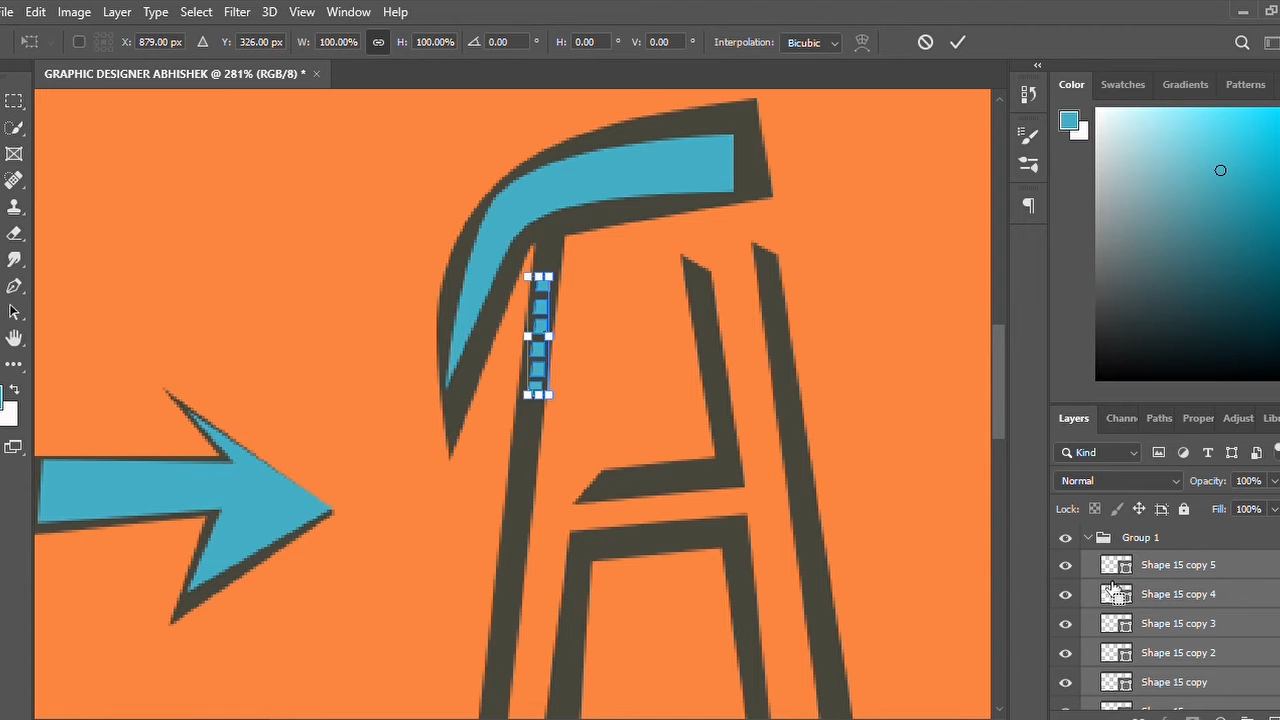 File Edit Image Layer Type Select Filter 3D View Window Help
X: 879.00 px Y: 326.00 px W: 100.00% H: 100.00% 0.00 ° H: 0.00 ° V: 0.00 ° Interpolation: Bicubic
GRAPHIC DESIGNER ABHISHEK @ 281% (RGB/8) * ×
Color Swatches Gradients Patterns
Layers Chann Paths Proper Adjust Lib
Kind
Normal Opacity: 100%
Lock: Fill: 100%
Group 1
Shape 15 copy 5
Shape 15 copy 4
Shape 15 copy 3
Shape 15 copy 2
Shape 15 copy